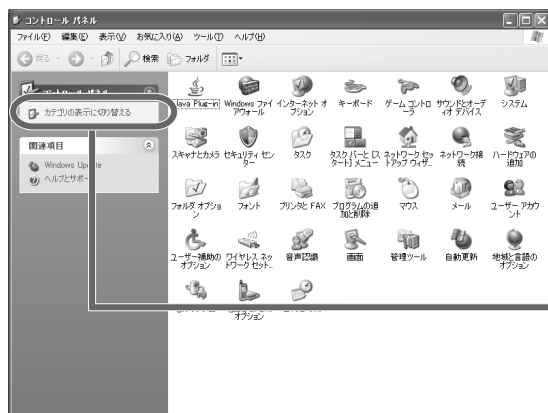 コントロール パネル
ファイル(F) 編集(E) 表示(V) お気に入り(A) ツール(T) ヘルプ(H)
戻る 検索 フォルダ
コントロール パネル
カテゴリの表示に切り替える
関連項目
Windows Update
ヘルプとサポー
Java Plug-in
Windows ファイ
アウォール
インターネット オ
プション
キーボード
ゲーム コントロ
ーラ
サウンドとオーデ
ィオ デバイス
システム
スキャナとカメラ
セキュリティ セン
ター
タスク
タスク バーと [ス
タート] メニュー
ネットワーク セッ
トアップ ウィザ...
ネットワーク接
続
ハードウェアの
追加
フォルダ オプショ
ン
フォント
プリンタと FAX
プログラムの追
加と削除
マウス
メール
ユーザー アカウ
ント
ユーザー補助の
オプション
ワイヤレス ネッ
トワーク セット...
音声認識
画面
管理ツール
自動更新
地域と言語の
オプション
オプション